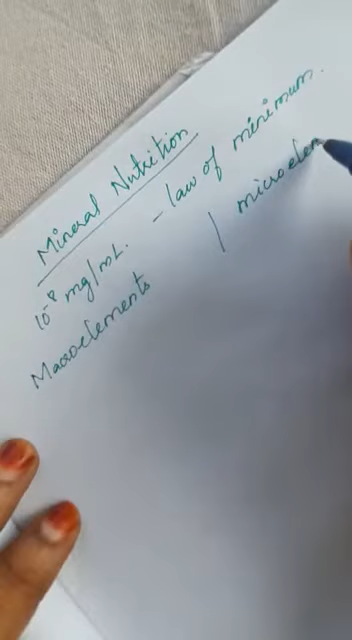 Mineral Nutrition
10⁻⁸ mg/mL. - law of minimum.
Macroelements | microelem